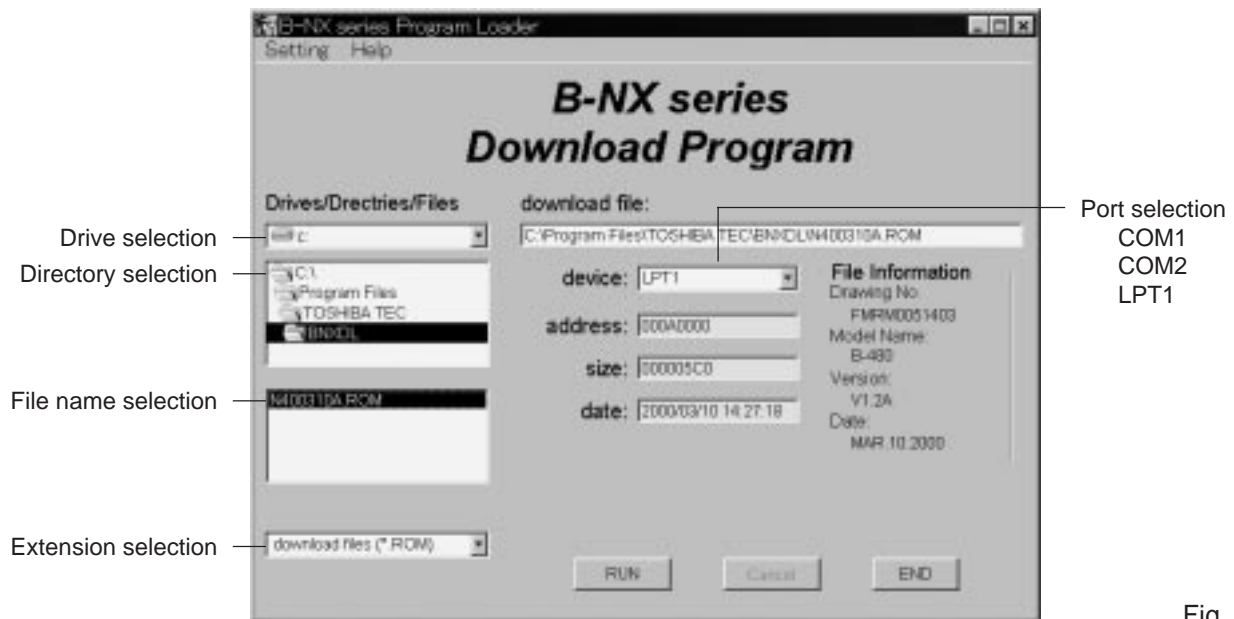 B-NX series Program Loader
Setting Help
B-NX series
Download Program
Drives/Drectries/Files
download file:
Drive selection
c:
C:\Program Files\TOSHIBA TEC\BNXDL\N400310A.ROM
Port selection
COM1
COM2
LPT1
Directory selection
C:\
Program Files
TOSHIBA TEC
BNXDL
device: LPT1
address: 000A0000
size: 000005C0
date: 2000/03/10 14:27:18
File Information
Drawing No.
FMRM0051403
Model Name:
B-480
Version:
V1.2A
Date:
MAR.10.2000
File name selection
N400310A.ROM
Extension selection
download files (*.ROM)
RUN
Cancel
END
Fig